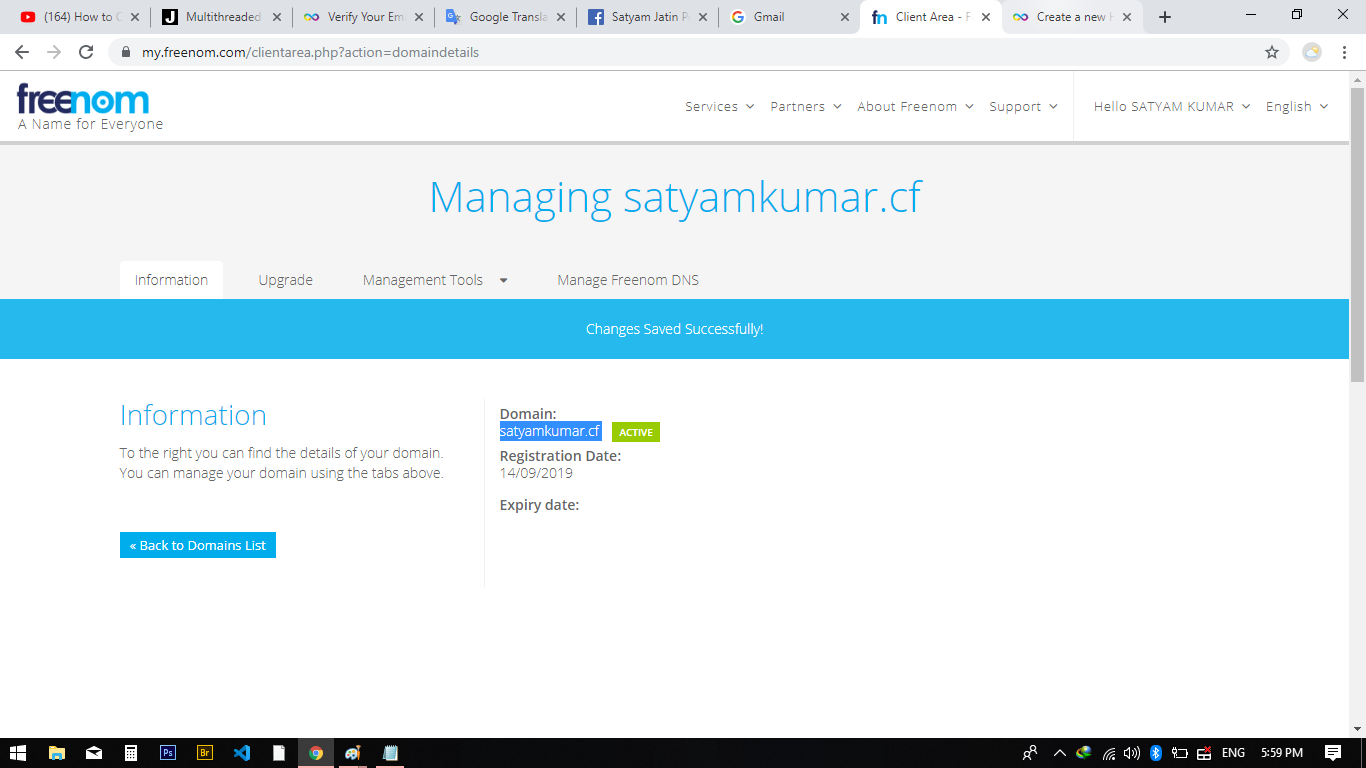 (164) How to C
Multithreaded
Verify Your Ema
Google Transla
Satyam Jatin P
Gmail
fn Client Area - F
Create a new H
my.freenom.com/clientarea.php?action=domaindetails
freenom
A Name for Everyone
Services
Partners
About Freenom
Support
Hello SATYAM KUMAR
English
Managing satyamkumar.cf
Information
Upgrade
Management Tools
Manage Freenom DNS
Changes Saved Successfully!
Information
To the right you can find the details of your domain.
You can manage your domain using the tabs above.
« Back to Domains List
Domain:
satyamkumar.cf ACTIVE
Registration Date:
14/09/2019
Expiry date:
Ps
Br
ENG
5:59 PM